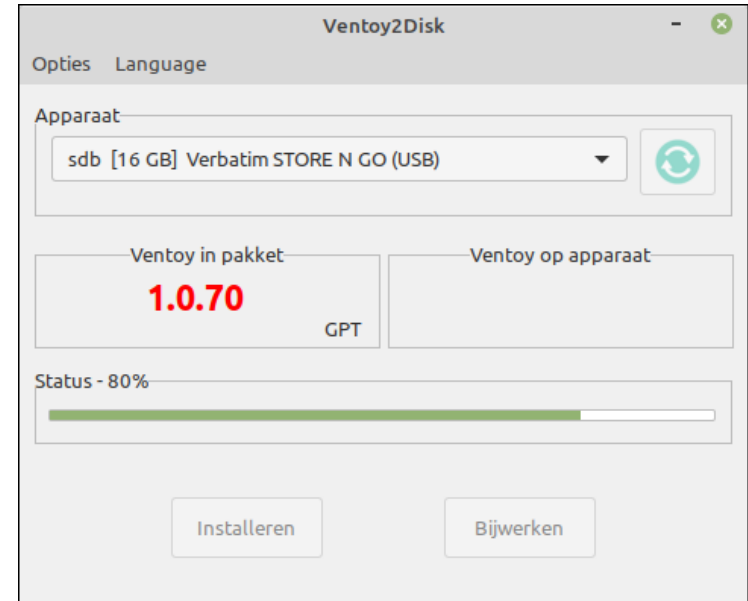 Ventoy2Disk
Opties Language
Apparaat
sdb [16 GB] Verbatim STORE N GO (USB)
Ventoy in pakket
1.0.70
GPT
Ventoy op apparaat
Status - 80%
Installeren
Bijwerken